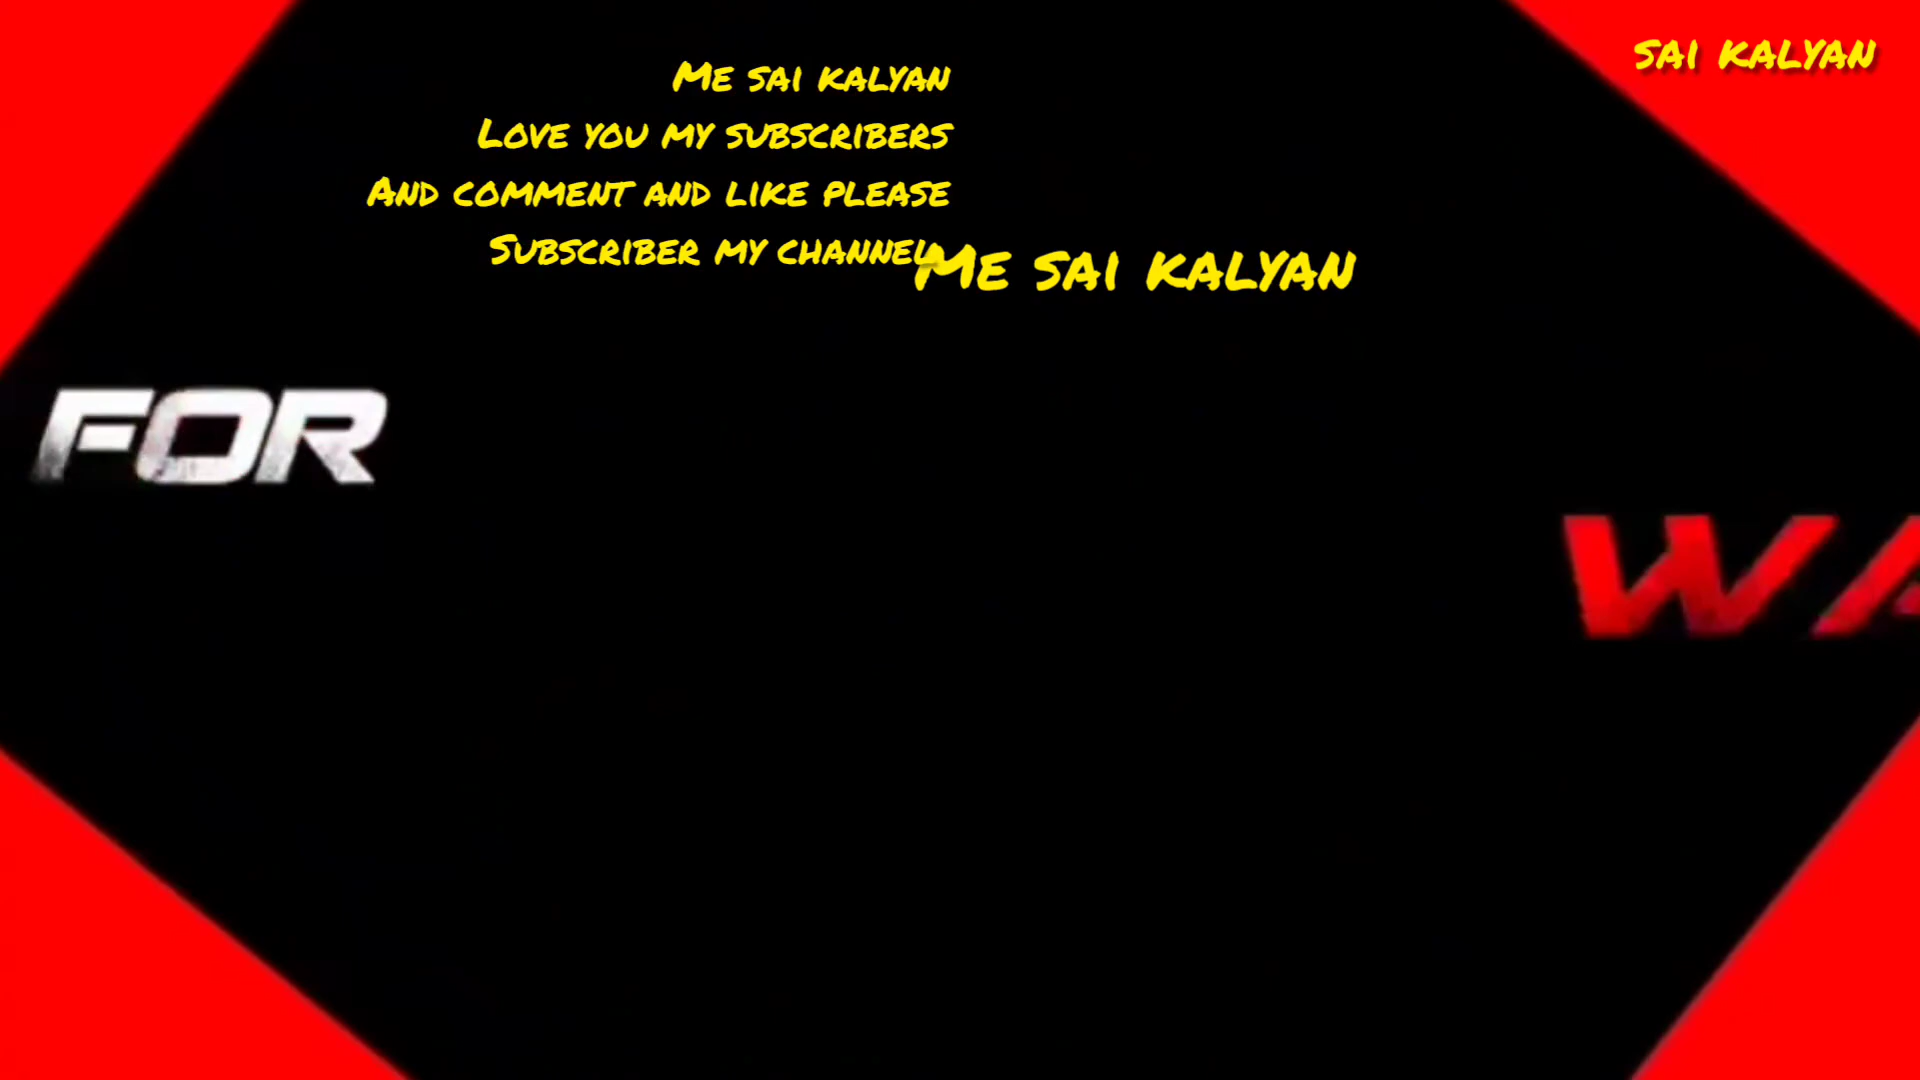 SAI KALYAN
ME SAI KALYAN
LOVE YOU MY SUBSCRIBERS
AND COMMENT AND LIKE PLEASE
SUBSCRIBER MY CHANNEL
ME SAI KALYAN
FOR
WA